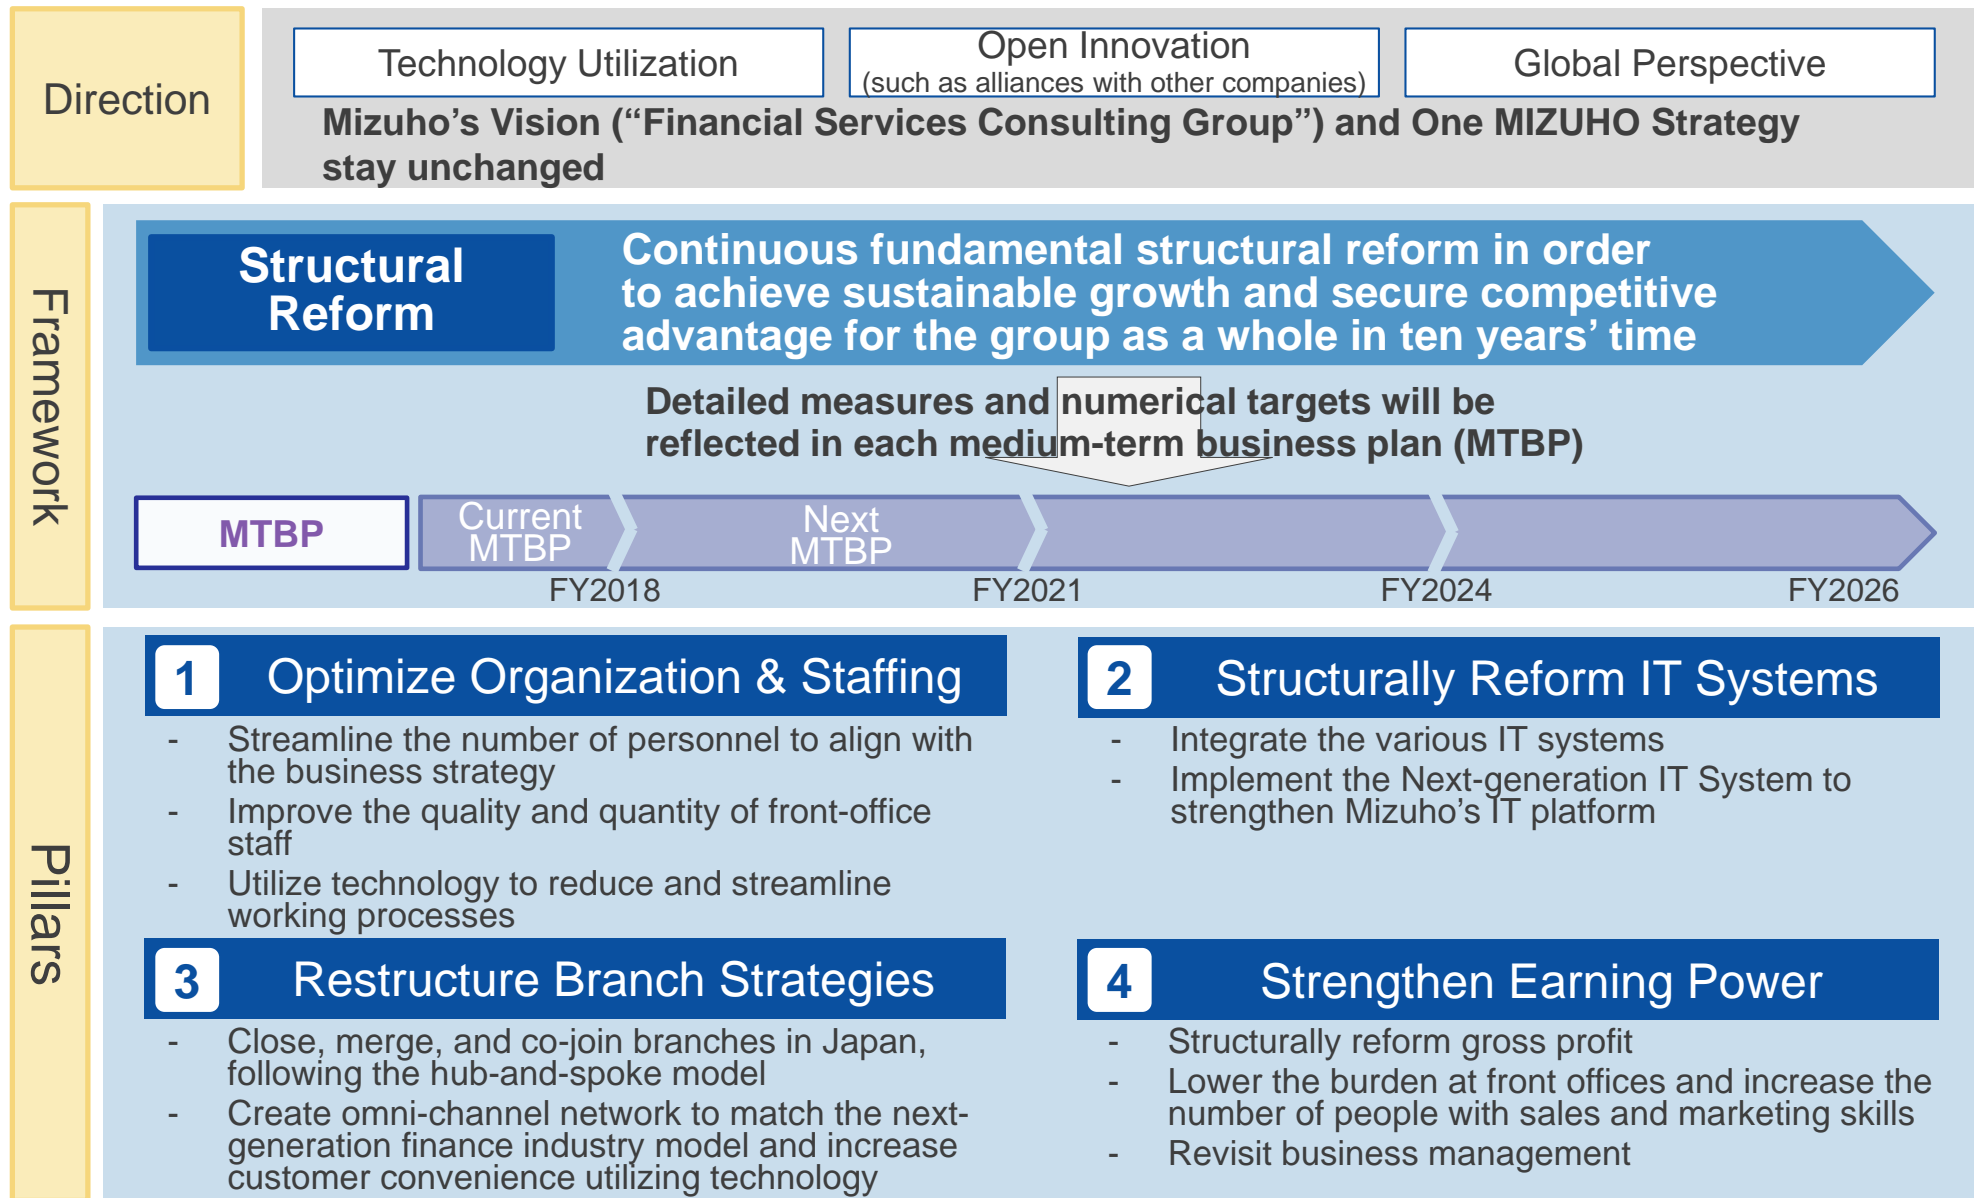 Direction
Technology Utilization
Open Innovation
(such as alliances with other companies)
Global Perspective
Mizuho’s Vision (“Financial Services Consulting Group”) and One MIZUHO Strategy
stay unchanged
Framework
Structural
Reform
Continuous fundamental structural reform in order
to achieve sustainable growth and secure competitive
advantage for the group as a whole in ten years’ time
Detailed measures and numerical targets will be
reflected in each medium-term business plan (MTBP)
MTBP
Current
MTBP
Next
MTBP
FY2018
FY2021
FY2024
FY2026
Pillars
1 Optimize Organization & Staffing
- Streamline the number of personnel to align with
the business strategy
- Improve the quality and quantity of front-office
staff
- Utilize technology to reduce and streamline
working processes
2 Structurally Reform IT Systems
- Integrate the various IT systems
- Implement the Next-generation IT System to
strengthen Mizuho’s IT platform
3 Restructure Branch Strategies
- Close, merge, and co-join branches in Japan,
following the hub-and-spoke model
- Create omni-channel network to match the next-
generation finance industry model and increase
customer convenience utilizing technology
4 Strengthen Earning Power
- Structurally reform gross profit
- Lower the burden at front offices and increase the
number of people with sales and marketing skills
- Revisit business management